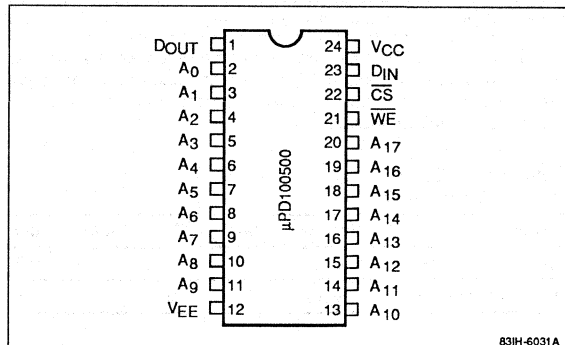 DOUT 1 24 VCC
A0 2 23 DIN
A1 3 22 CS
A2 4 21 WE
A3 5 20 A17
A4 6 19 A16
A5 7 18 A15
A6 8 17 A14
A7 9 16 A13
A8 10 15 A12
A9 11 14 A11
VEE 12 13 A10
µPD100500
83IH-6031A